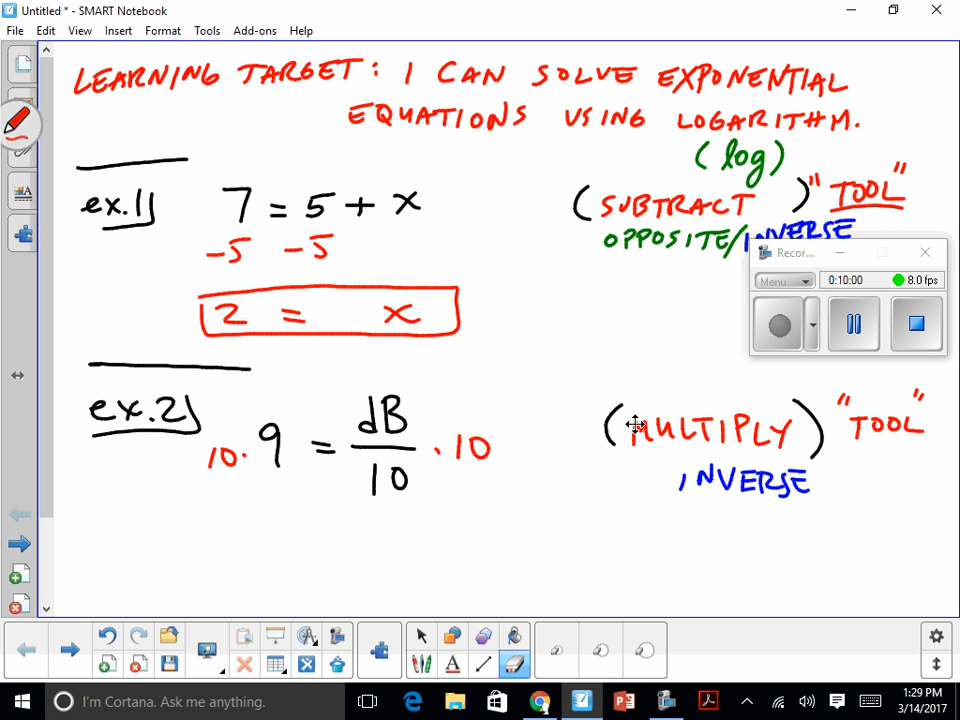 Untitled * - SMART Notebook
File Edit View Insert Format Tools Add-ons Help
LEARNING TARGET: I CAN SOLVE EXPONENTIAL
EQUATIONS USING LOGARITHM.
(log)
ex.1) 7 = 5 + x (SUBTRACT) "TOOL"
-5 -5 OPPOSITE/INVERSE
2 = x
Recor...
Menu 0:10:00 8.0 fps
ex.2) 10. 9 = dB/10 . 10 (MULTIPLY) "TOOL"
INVERSE
I'm Cortana. Ask me anything.
1:29 PM
3/14/2017